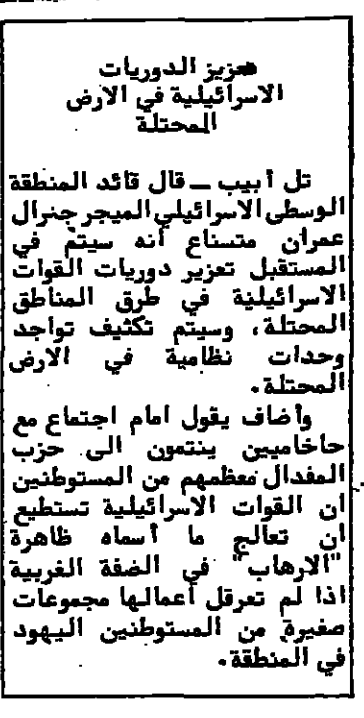 تعزيز الدوريات
الاسرائيلية في الارض
المحتلة
تل أبيب ــ قال قائد المنطقة
الوسطى الاسرائيلي الميجر جنرال
عمران متسناع أنه سيتم في
المستقبل تعزيز دوريات القوات
الاسرائيلية في طرق المناطق
المحتلة، وسيتم تكثيف تواجد
وحدات نظامية في الارض
المحتلة.
وأضاف يقول امام اجتماع مع
حاخاميين ينتمون الى حزب
المفدال معظمهم من المستوطنين
ان القوات الاسرائيلية تستطيع
أن تعالج ما أسماه ظاهرة
"الارهاب" في الضفة الغربية
اذا لم تعرقل أعمالها مجموعات
صغيرة من المستوطنين اليهود
في المنطقة.